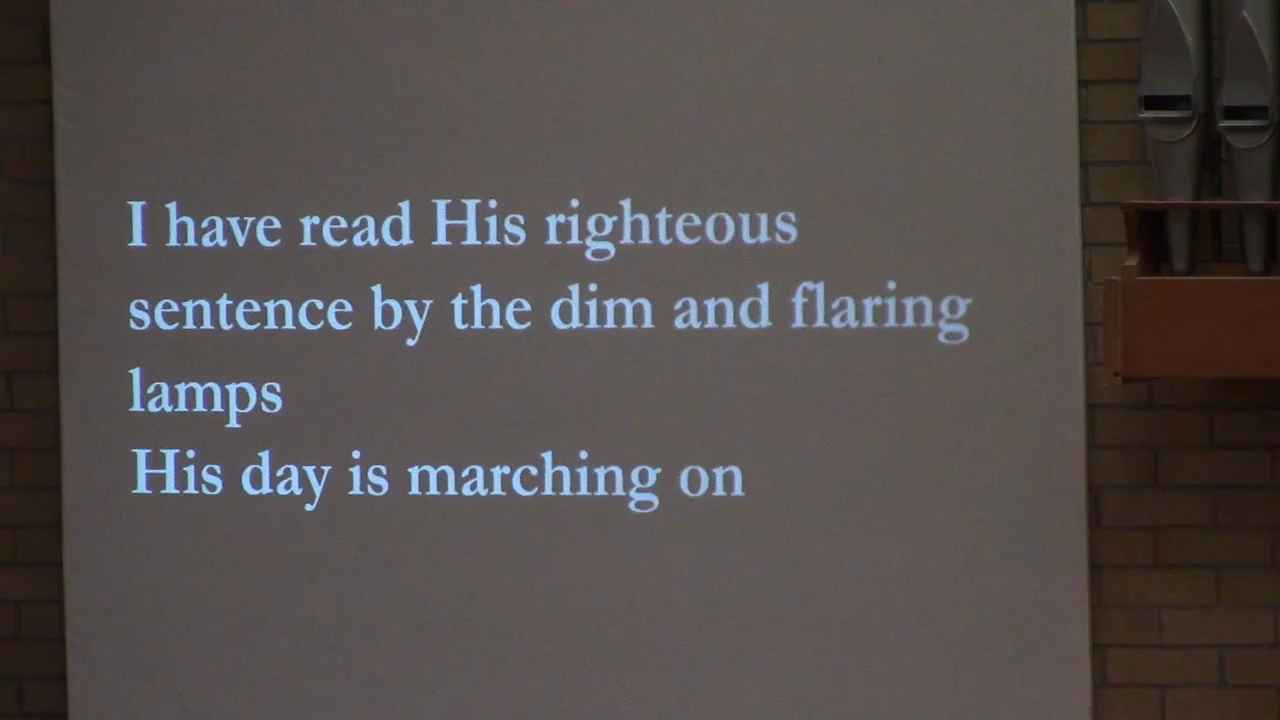 I have read His righteous
sentence by the dim and flaring
lamps
His day is marching on